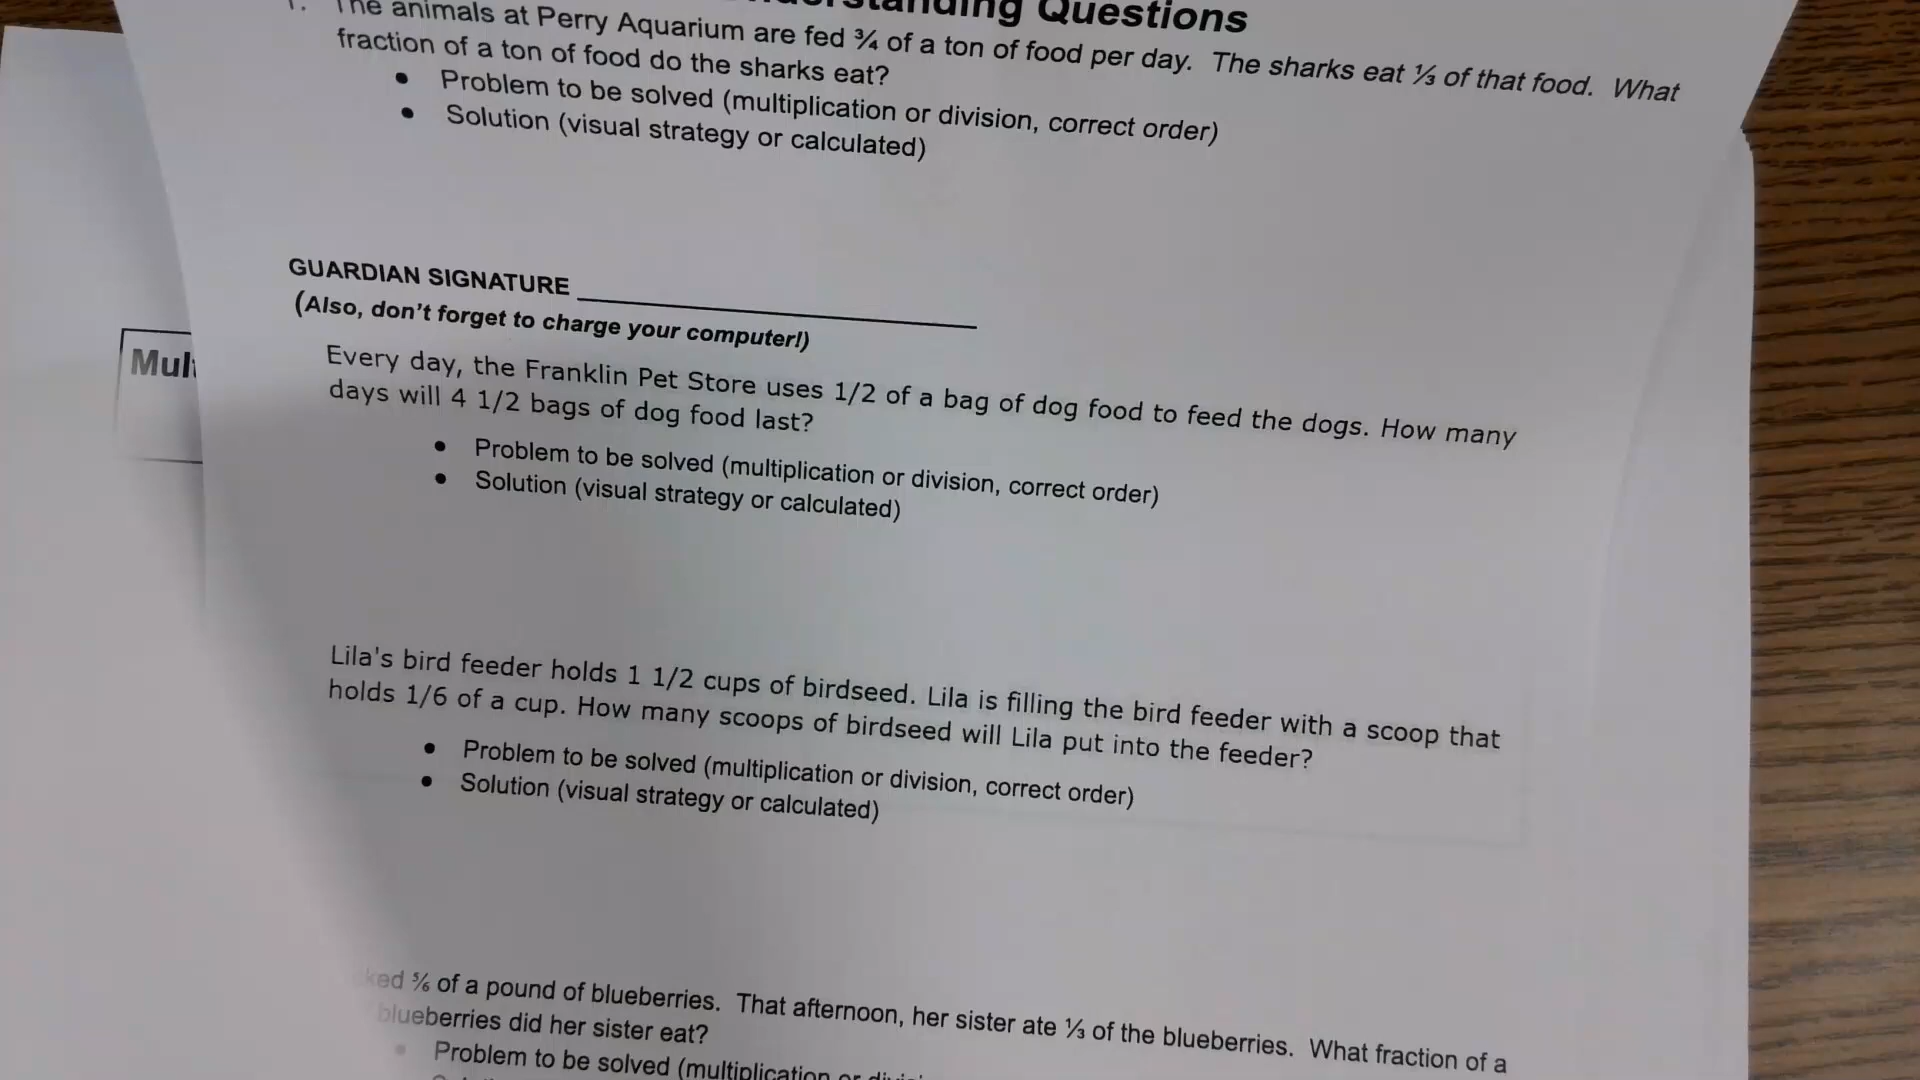 Understanding Questions
1. The animals at Perry Aquarium are fed ¾ of a ton of food per day. The sharks eat ⅓ of that food. What
fraction of a ton of food do the sharks eat?
• Problem to be solved (multiplication or division, correct order)
• Solution (visual strategy or calculated)
GUARDIAN SIGNATURE ____________________
(Also, don't forget to charge your computer!)
Every day, the Franklin Pet Store uses 1/2 of a bag of dog food to feed the dogs. How many
days will 4 1/2 bags of dog food last?
• Problem to be solved (multiplication or division, correct order)
• Solution (visual strategy or calculated)
Lila's bird feeder holds 1 1/2 cups of birdseed. Lila is filling the bird feeder with a scoop that
holds 1/6 of a cup. How many scoops of birdseed will Lila put into the feeder?
• Problem to be solved (multiplication or division, correct order)
• Solution (visual strategy or calculated)
⅚ of a pound of blueberries. That afternoon, her sister ate ⅓ of the blueberries. What fraction of a
blueberries did her sister eat?
• Problem to be solved (multiplication or